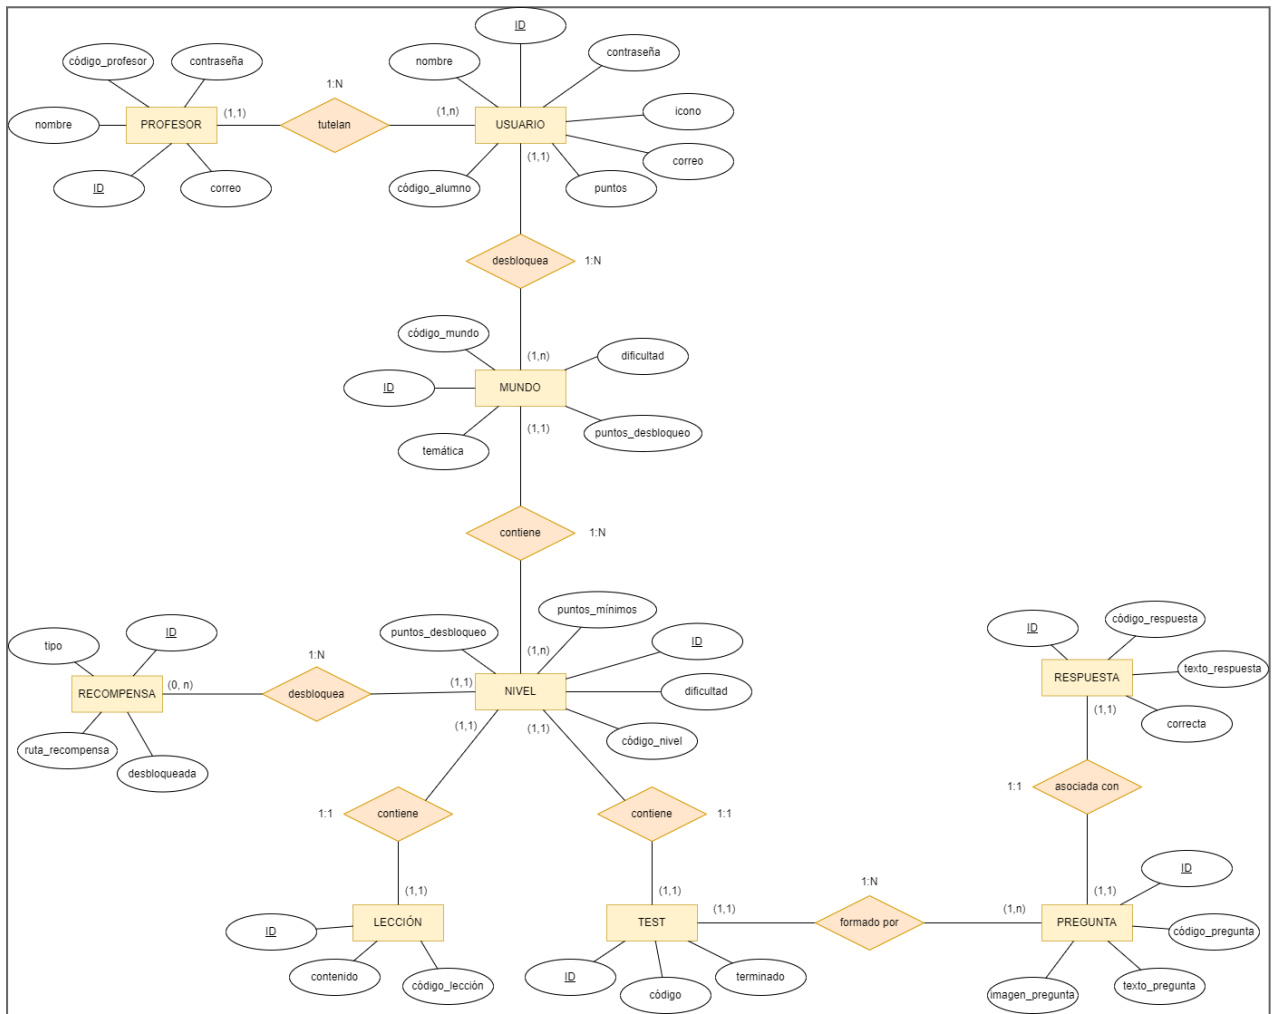 ID
código_profesor
contraseña
nombre
contraseña
1:N
icono
nombre
PROFESOR
(1,1)
tutelan
(1,n)
USUARIO
(1,1)
correo
ID
correo
código_alumno
puntos
desbloquea
1:N
código_mundo
(1,n)
dificultad
ID
MUNDO
(1,1)
temática
puntos_desbloqueo
contiene
1:N
puntos_mínimos
puntos_desbloqueo
ID
tipo
ID
1:N
(1,n)
RECOMPENSA
(0, n)
desbloquea
(1,1)
NIVEL
dificultad
(1,1)
(1,1)
código_nivel
ruta_recompensa
desbloqueada
código_respuesta
ID
texto_respuesta
RESPUESTA
(1,1)
correcta
1:1
contiene
contiene
1:1
1:1
asociada con
(1,1)
(1,1)
1:N
(1,1)
ID
LECCIÓN
TEST
(1,1)
formado por
(1,n)
PREGUNTA
código_pregunta
ID
contenido
código_lección
ID
código
terminado
imagen_pregunta
texto_pregunta